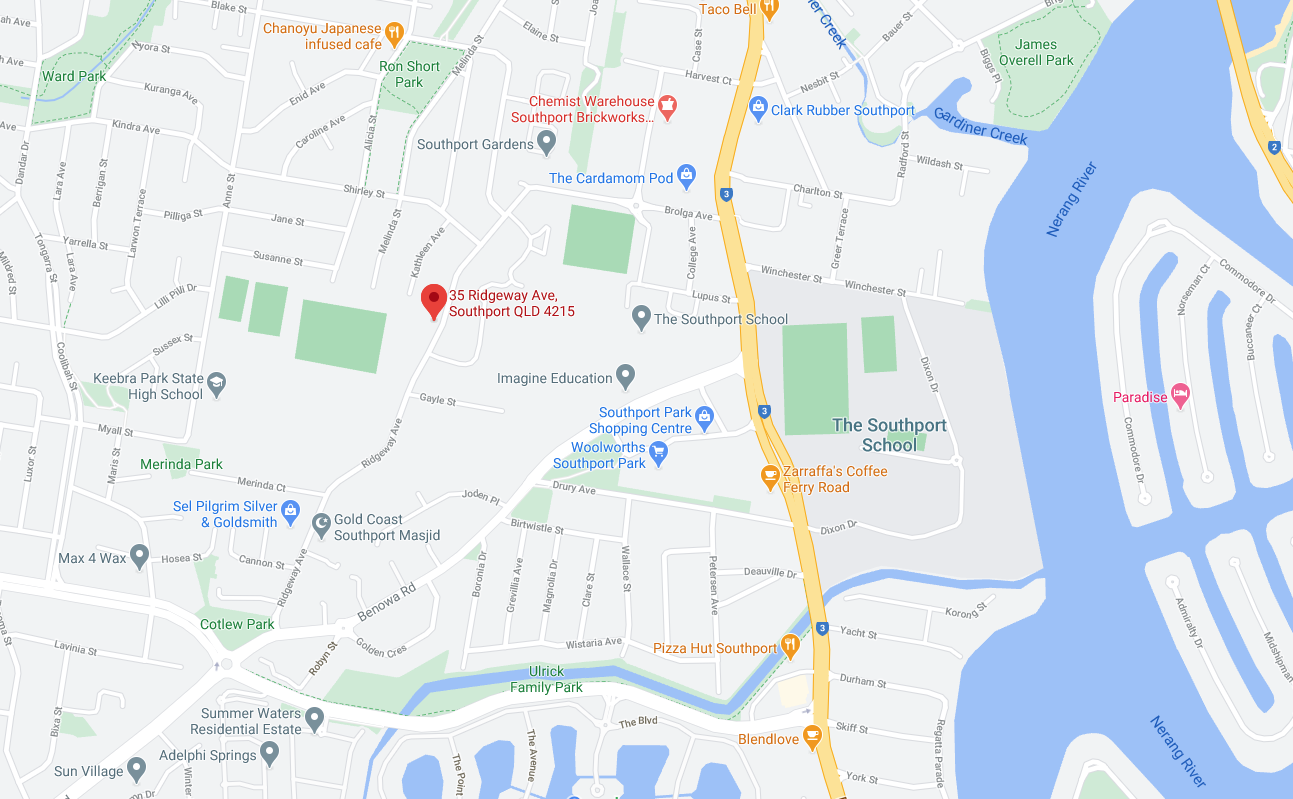 Blake St
Taco Bell
Chanoyu Japanese
infused cafe
Elaine St
Case St
Bauer St
Nyora St
Melinda St
Ron Short
Park
James
Overell Park
Biggs Pl
Ward Park
Kuranga Ave
Enid Ave
Harvest Ct
Nesbit St
Chemist Warehouse
Southport Brickworks...
Clark Rubber Southport
Gardiner Creek
Kindra Ave
Caroline Ave
Alicia St
Southport Gardens
Radford St
Wildash St
2
Dandar Dr
Lara Ave
Berrigan St
Larwon Terrace
Anne St
Shirley St
The Cardamom Pod
3
Charlton St
Nerang River
Pilliga St
Jane St
Melinda St
Kathleen Ave
Brolga Ave
College Ave
Greer Terrace
Yarrella St
Tongarra St
Lara Ave
Mildred St
Susanne St
Winchester St
Winchester St
Commodore Dr
Norseman Ct
Buccaneer Ct
Lilli Pilli Dr
35 Ridgeway Ave,
Southport QLD 4215
Lupus St
The Southport School
Sussex St
Coolibah St
Keebra Park State
High School
Imagine Education
Dixon Dr
Paradise
Gayle St
Southport Park
Shopping Centre
3
The Southport
School
Commodore Dr
Myall St
Ridgeway Ave
Woolworths
Southport Park
Luxor St
Maris St
Merinda Park
Zarraffa's Coffee
Ferry Road
Merinda Ct
Drury Ave
Joden Pl
Sel Pilgrim Silver
& Goldsmith
Gold Coast
Southport Masjid
Birtwistle St
Dixon Dr
Max 4 Wax
Hosea St
Cannon St
Ridgeway Ave
Benowa Rd
Boronia Dr
Grevillia Ave
Magnolia Dr
Clare St
Wallace St
Petersen Ave
Deauville Dr
Korong St
Admiralty Dr
Midshipman
Cotlew Park
Robyn St
Golden Cres
Wistaria Ave
3
Yacht St
Lavinia St
Pizza Hut Southport
Ulrick
Family Park
Durham St
Bixa St
Summer Waters
Residential Estate
The Blvd
Skiff St
Regatta Parade
Nerang River
Adelphi Springs
The Point
The Avenue
Blendlove
Sun Village
Winter
York St